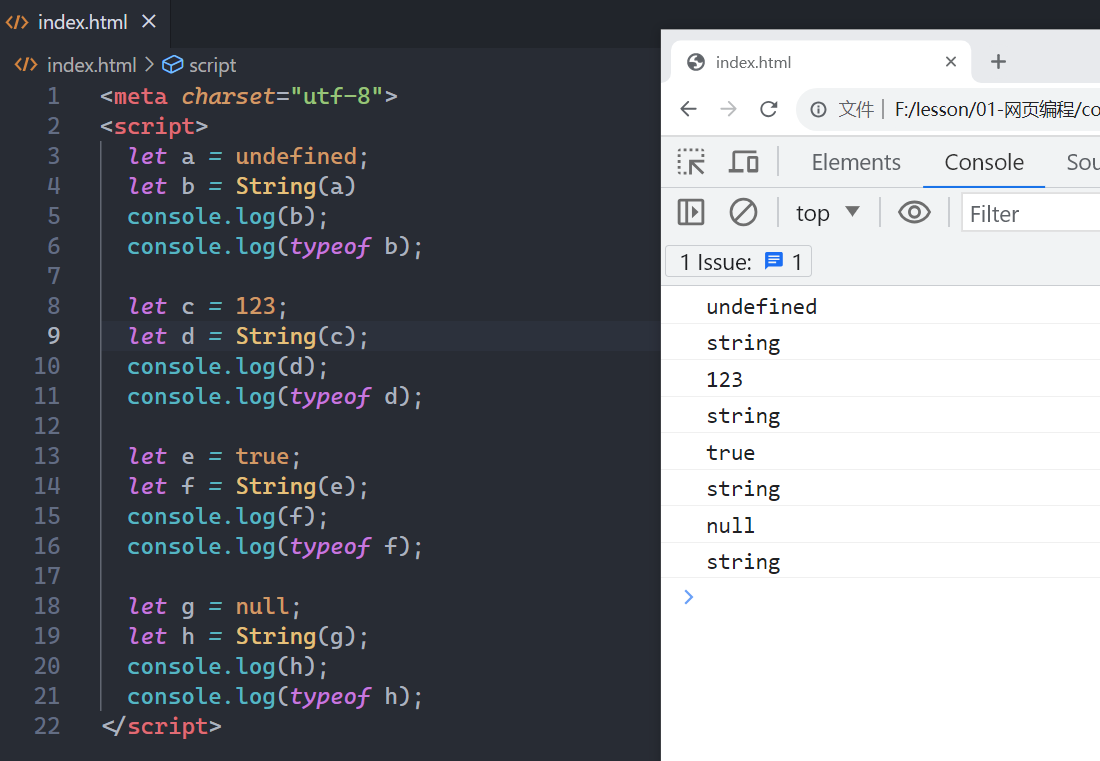 index.html
index.html > script
1 <meta charset="utf-8">
2 <script>
3 let a = undefined;
4 let b = String(a)
5 console.log(b);
6 console.log(typeof b);
7
8 let c = 123;
9 let d = String(c);
10 console.log(d);
11 console.log(typeof d);
12
13 let e = true;
14 let f = String(e);
15 console.log(f);
16 console.log(typeof f);
17
18 let g = null;
19 let h = String(g);
20 console.log(h);
21 console.log(typeof h);
22 </script>
index.html
文件 | F:/lesson/01-网页编程/co
Elements Console Sou
top Filter
1 Issue: 1
undefined
string
123
string
true
string
null
string